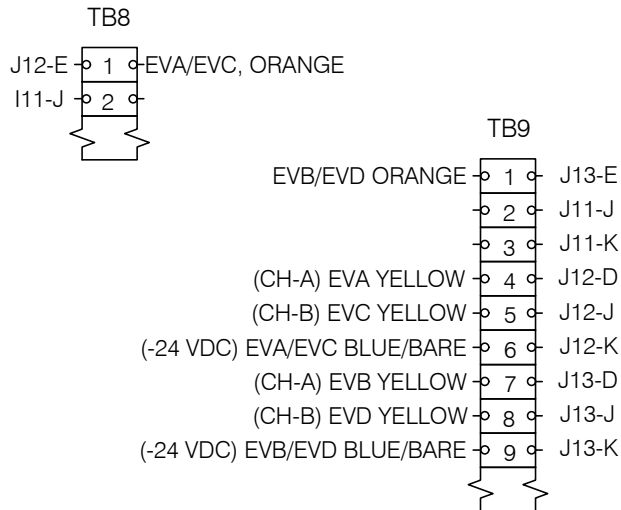 TB8
J12-E 1 EVA/EVC, ORANGE
I11-J 2
TB9
EVB/EVD ORANGE 1 J13-E
2 J11-J
3 J11-K
(CH-A) EVA YELLOW 4 J12-D
(CH-B) EVC YELLOW 5 J12-J
(-24 VDC) EVA/EVC BLUE/BARE 6 J12-K
(CH-A) EVB YELLOW 7 J13-D
(CH-B) EVD YELLOW 8 J13-J
(-24 VDC) EVB/EVD BLUE/BARE 9 J13-K